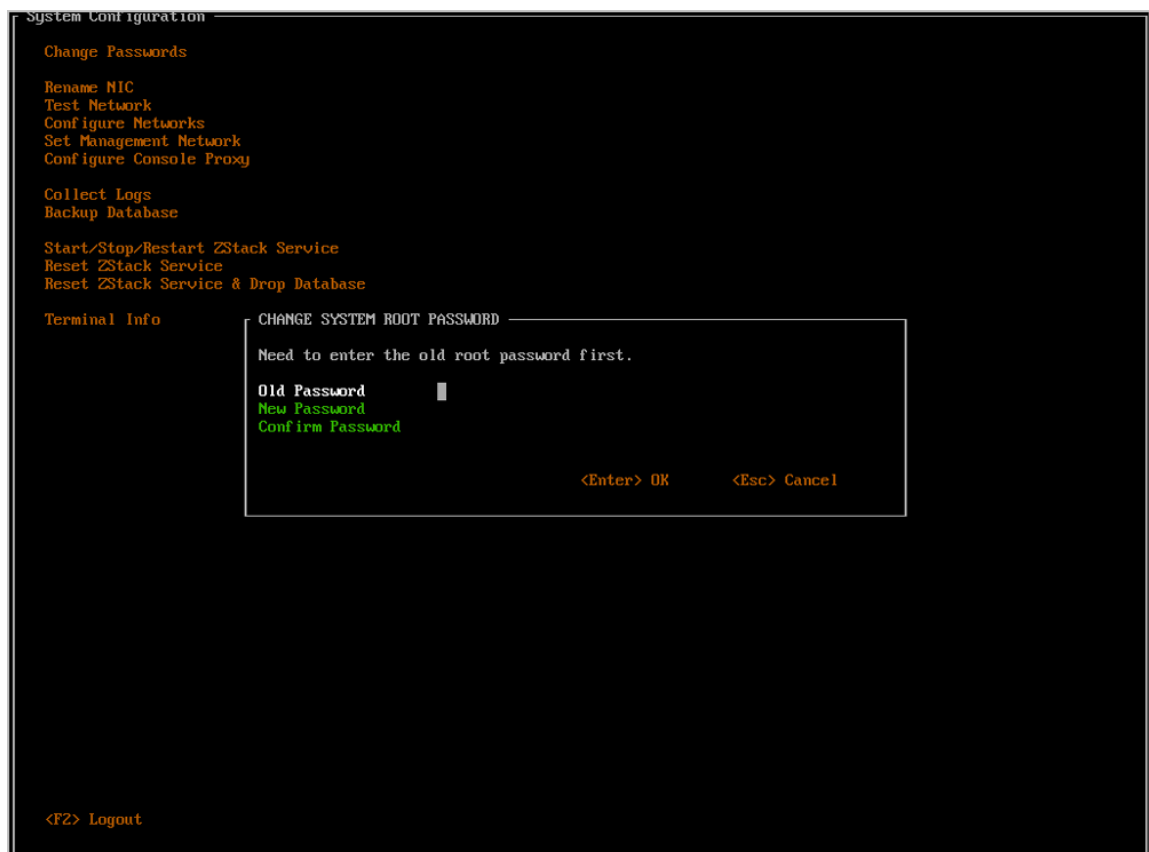 System Configuration
Change Passwords
Rename NIC
Test Network
Configure Networks
Set Management Network
Configure Console Proxy
Collect Logs
Backup Database
Start/Stop/Restart ZStack Service
Reset ZStack Service
Reset ZStack Service & Drop Database
Terminal Info
CHANGE SYSTEM ROOT PASSWORD
Need to enter the old root password first.
Old Password
New Password
Confirm Password
<Enter> OK <Esc> Cancel
<F2> Logout